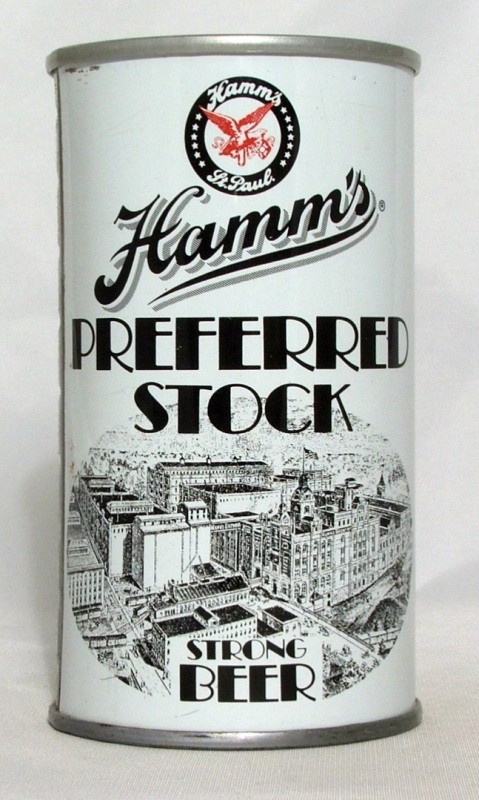 Hamm's
St. Paul.
Hamm's®
PREFERRED
STOCK
STRONG
BEER